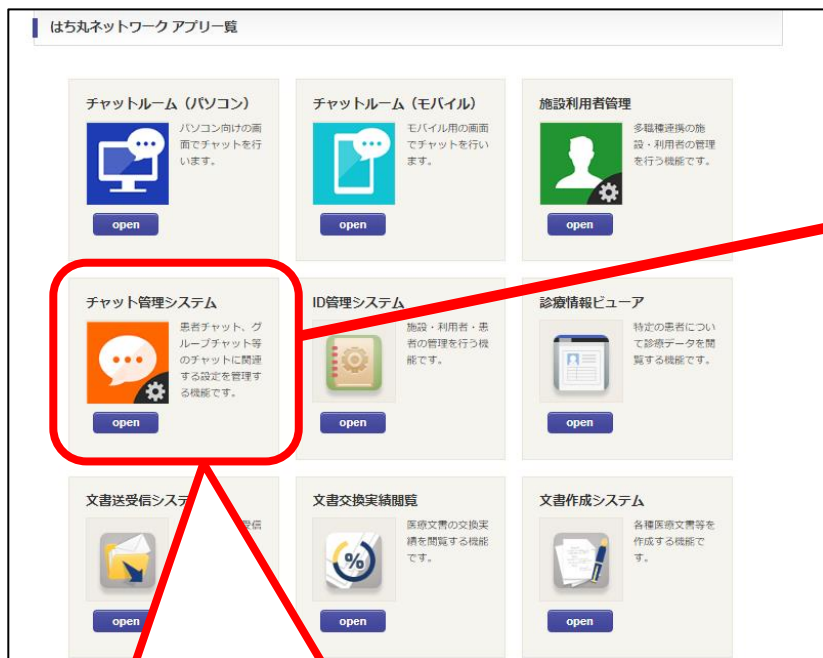 はち丸ネットワーク アプリ一覧
チャットルーム（パソコン）
パソコン向けの画
面でチャットを行
います。
open
チャットルーム（モバイル）
モバイル用の画面
でチャットを行い
ます。
open
施設利用者管理
多職種連携の施
設・利用者の管理
を行う機能です。
open
チャット管理システム
患者チャット、グ
ループチャット等
のチャットに関連
する設定を管理す
る機能です。
open
ID管理システム
施設・利用者・患
者の管理を行う機
能です。
open
診療情報ビューア
特定の患者につい
て診療データを閲
覧する機能です。
open
文書送受信システ
受信
open
文書交換実績閲覧
医療文書の交換実
績を閲覧する機能
です。
%
open
文書作成システム
各種医療文書等を
作成する機能で
す。
open